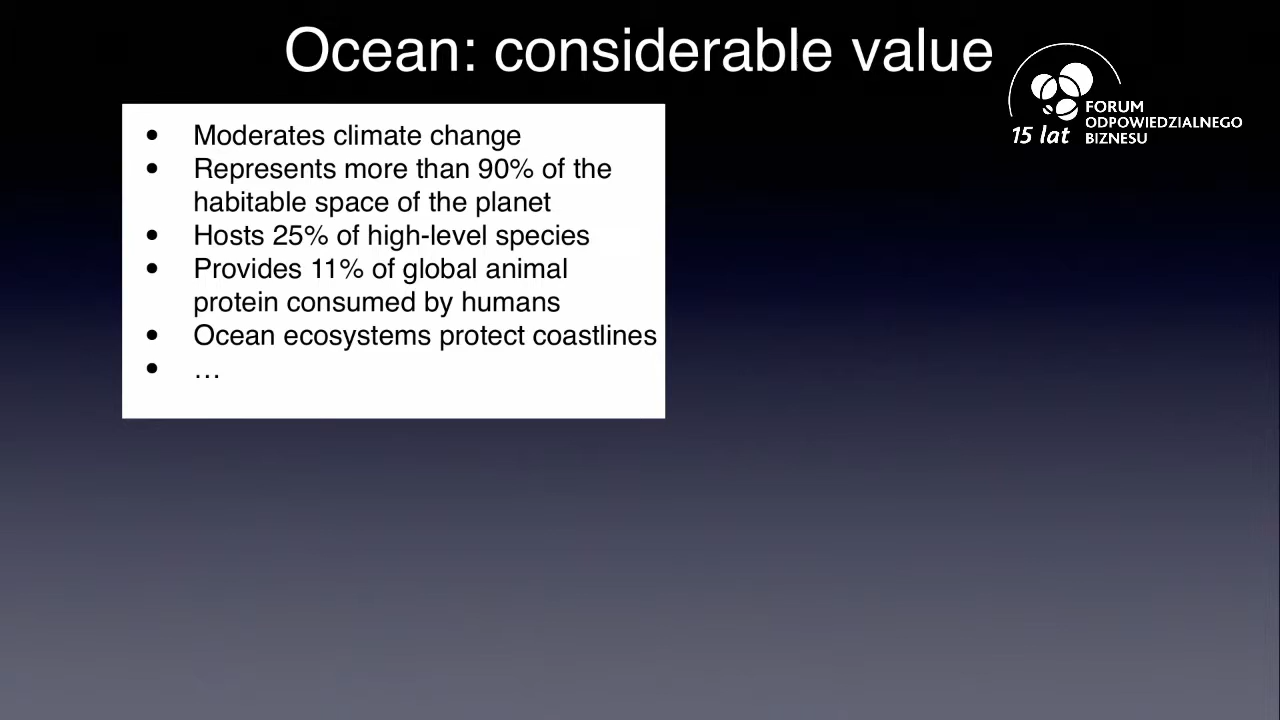 Ocean: considerable value
FORUM
ODPOWIEDZIALNEGO
BIZNESU
15 lat
• Moderates climate change
• Represents more than 90% of the
habitable space of the planet
• Hosts 25% of high-level species
• Provides 11% of global animal
protein consumed by humans
• Ocean ecosystems protect coastlines
• …